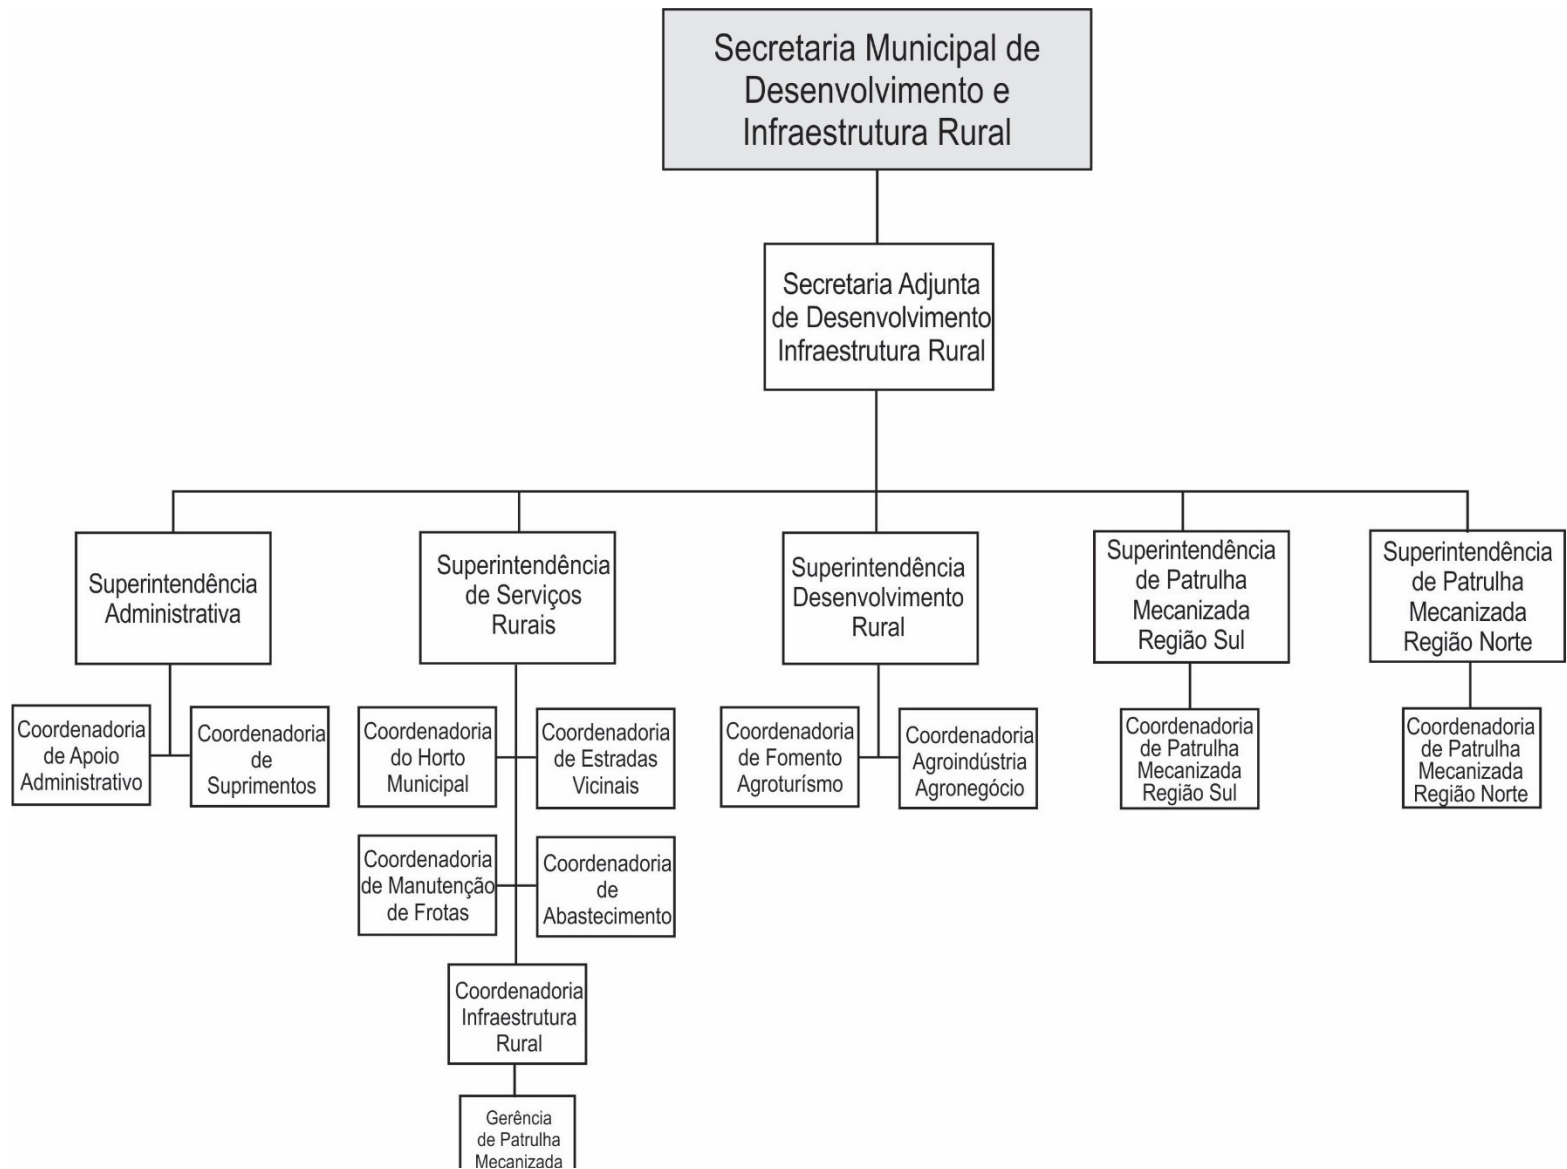 Secretaria Municipal de
Desenvolvimento e
Infraestrutura Rural
Secretaria Adjunta
de Desenvolvimento
Infraestrutura Rural
Superintendência
Administrativa
Superintendência
de Serviços
Rurais
Superintendência
Desenvolvimento
Rural
Superintendência
de Patrulha
Mecanizada
Região Sul
Superintendência
de Patrulha
Mecanizada
Região Norte
Coordenadoria
de Apoio
Administrativo
Coordenadoria
de
Suprimentos
Coordenadoria
do Horto
Municipal
Coordenadoria
de Estradas
Vicinais
Coordenadoria
de Fomento
Agroturísmo
Coordenadoria
Agroindústria
Agronegócio
Coordenadoria
de Patrulha
Mecanizada
Região Sul
Coordenadoria
de Patrulha
Mecanizada
Região Norte
Coordenadoria
de Manutenção
de Frotas
Coordenadoria
de
Abastecimento
Coordenadoria
Infraestrutura
Rural
Gerência
de Patrulha
Mecanizada